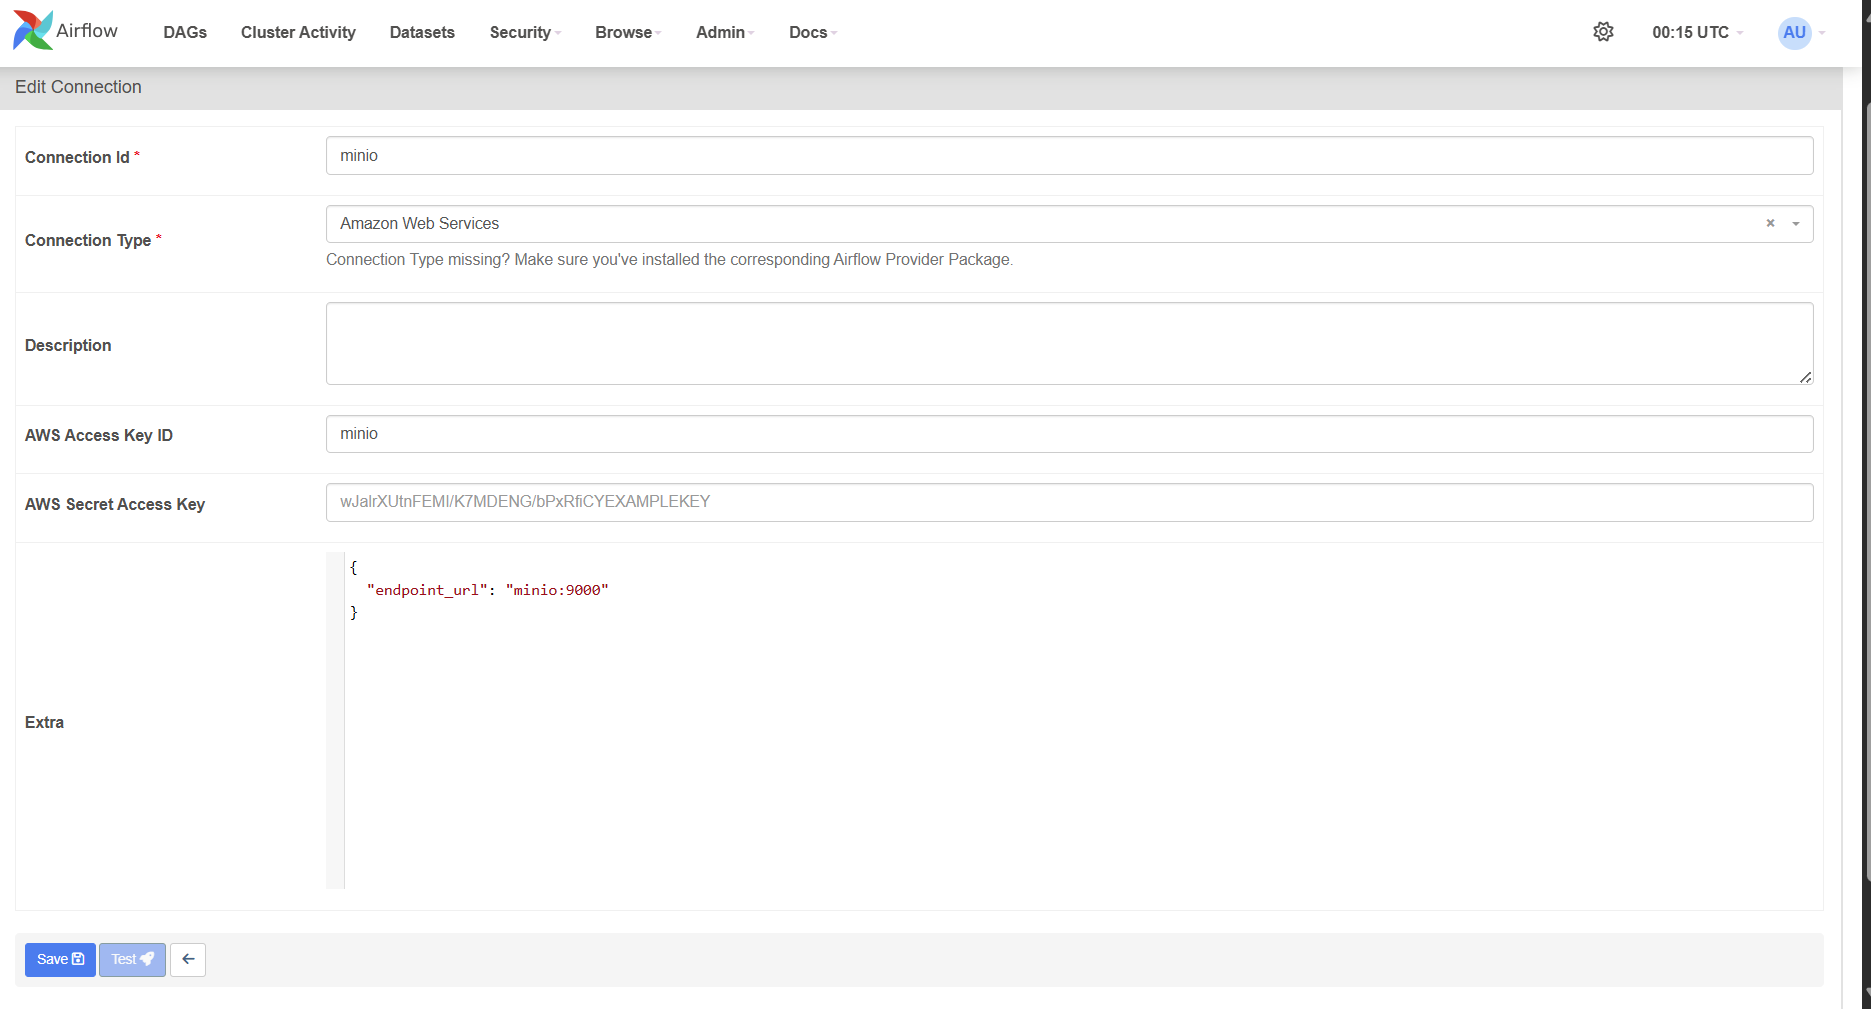 Airflow DAGs Cluster Activity Datasets Security Browse Admin Docs 00:15 UTC AU
Edit Connection
Connection Id * minio
Connection Type * Amazon Web Services ×
Connection Type missing? Make sure you've installed the corresponding Airflow Provider Package.
Description
AWS Access Key ID minio
AWS Secret Access Key wJalrXUtnFEMI/K7MDENG/bPxRfiCYEXAMPLEKEY
Extra
{
"endpoint_url": "minio:9000"
}
Save Test